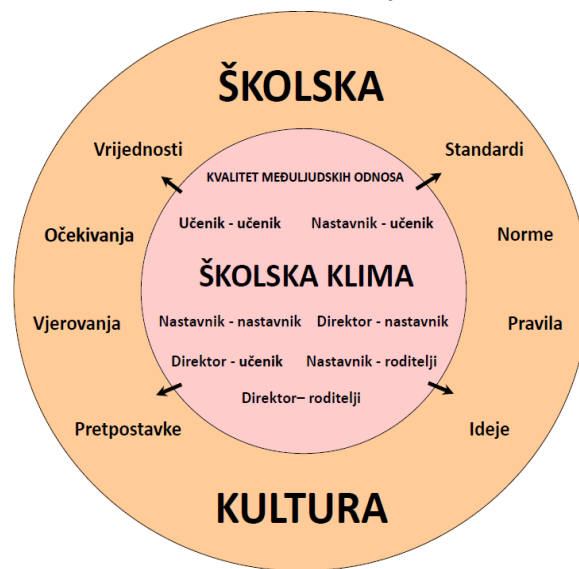 ŠKOLSKA
Vrijednosti
Standardi
KVALITET MEĐULJUDSKIH ODNOSA
Učenik - učenik
Nastavnik - učenik
Očekivanja
Norme
ŠKOLSKA KLIMA
Vjerovanja
Nastavnik - nastavnik
Direktor - nastavnik
Pravila
Direktor - učenik
Nastavnik - roditelji
Direktor– roditelji
Pretpostavke
Ideje
KULTURA